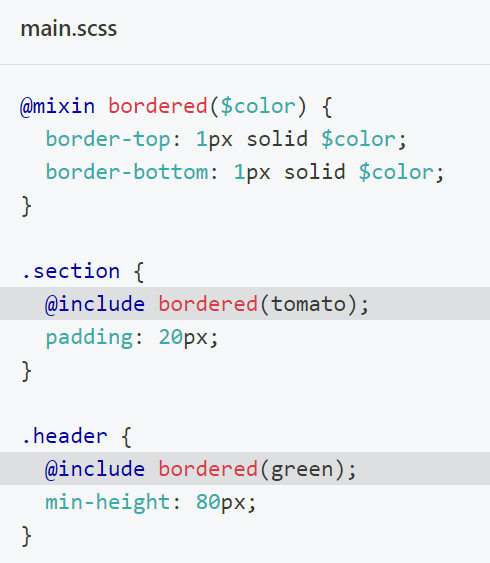 main.scss
@mixin bordered($color) {
  border-top: 1px solid $color;
  border-bottom: 1px solid $color;
}
.section {
  @include bordered(tomato);
  padding: 20px;
}
.header {
  @include bordered(green);
  min-height: 80px;
}